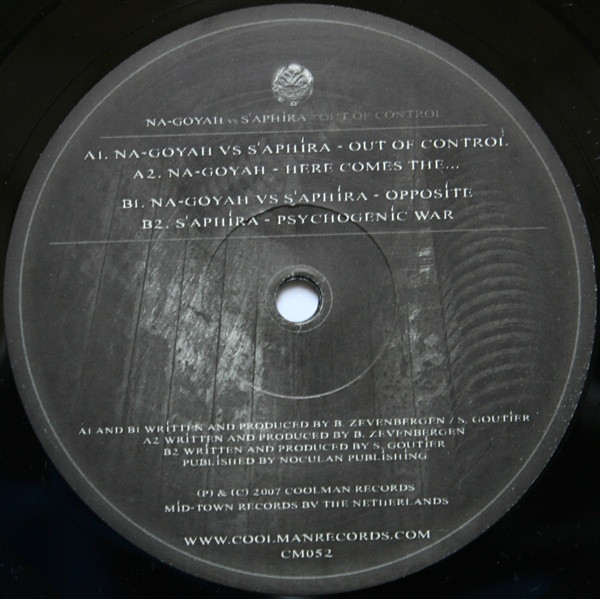 NA-GOYAH VS S'APHIRA - OUT OF CONTROL
A1. NA-GOYAH VS S'APHIRA - OUT OF CONTROL
A2. NA-GOYAH - HERE COMES THE...
B1. NA-GOYAH VS S'APHIRA - OPPOSITE
B2. S'APHIRA - PSYCHOGENIC WAR
A1 AND B1 WRITTEN AND PRODUCED BY B. ZEVENBERGEN / S. GOUTIER
A2 WRITTEN AND PRODUCED BY B. ZEVENBERGEN
B2 WRITTEN AND PRODUCED BY S. GOUTIER
PUBLISHED BY NOCULAN PUBLISHING
(P) & (C) 2007 COOLMAN RECORDS
MID-TOWN RECORDS BV THE NETHERLANDS
WWW.COOLMANRECORDS.COM
CM052